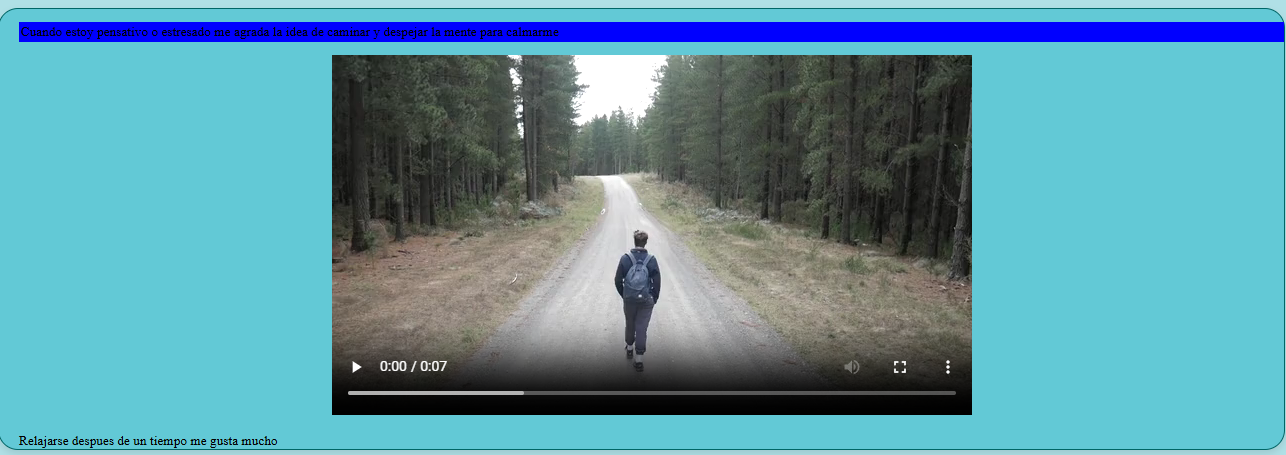 Cuando estoy pensativo o estresado me agrada la idea de caminar y despejar la mente para calmarme
0:00 / 0:07
Relajarse despues de un tiempo me gusta mucho